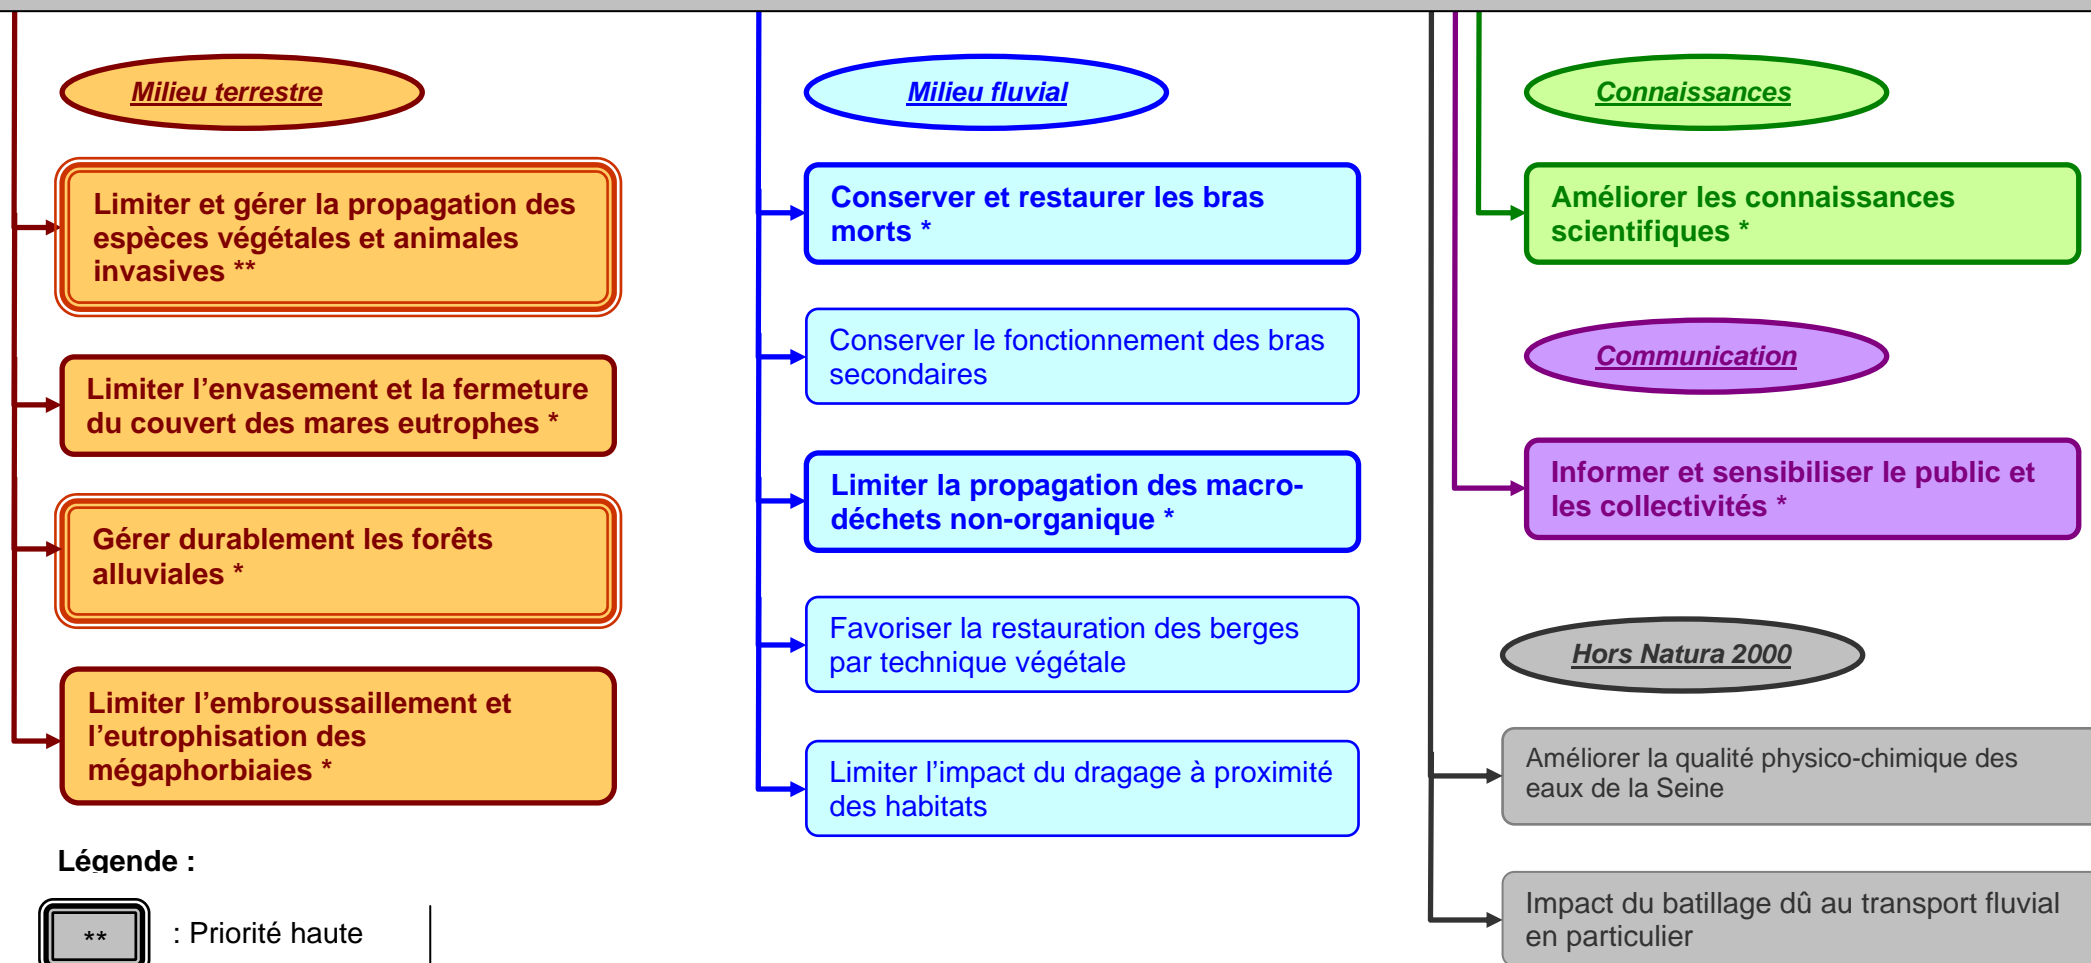 Milieu terrestre
Limiter et gérer la propagation des
espèces végétales et animales
invasives **
Limiter l’envasement et la fermeture
du couvert des mares eutrophes *
Gérer durablement les forêts
alluviales *
Limiter l’embroussaillement et
l’eutrophisation des
mégaphorbiaies *
Légende :
**
: Priorité haute
Milieu fluvial
Conserver et restaurer les bras
morts *
Conserver le fonctionnement des bras
secondaires
Limiter la propagation des macro-
déchets non-organique *
Favoriser la restauration des berges
par technique végétale
Limiter l’impact du dragage à proximité
des habitats
Connaissances
Améliorer les connaissances
scientifiques *
Communication
Informer et sensibiliser le public et
les collectivités *
Hors Natura 2000
Améliorer la qualité physico-chimique des
eaux de la Seine
Impact du batillage dû au transport fluvial
en particulier